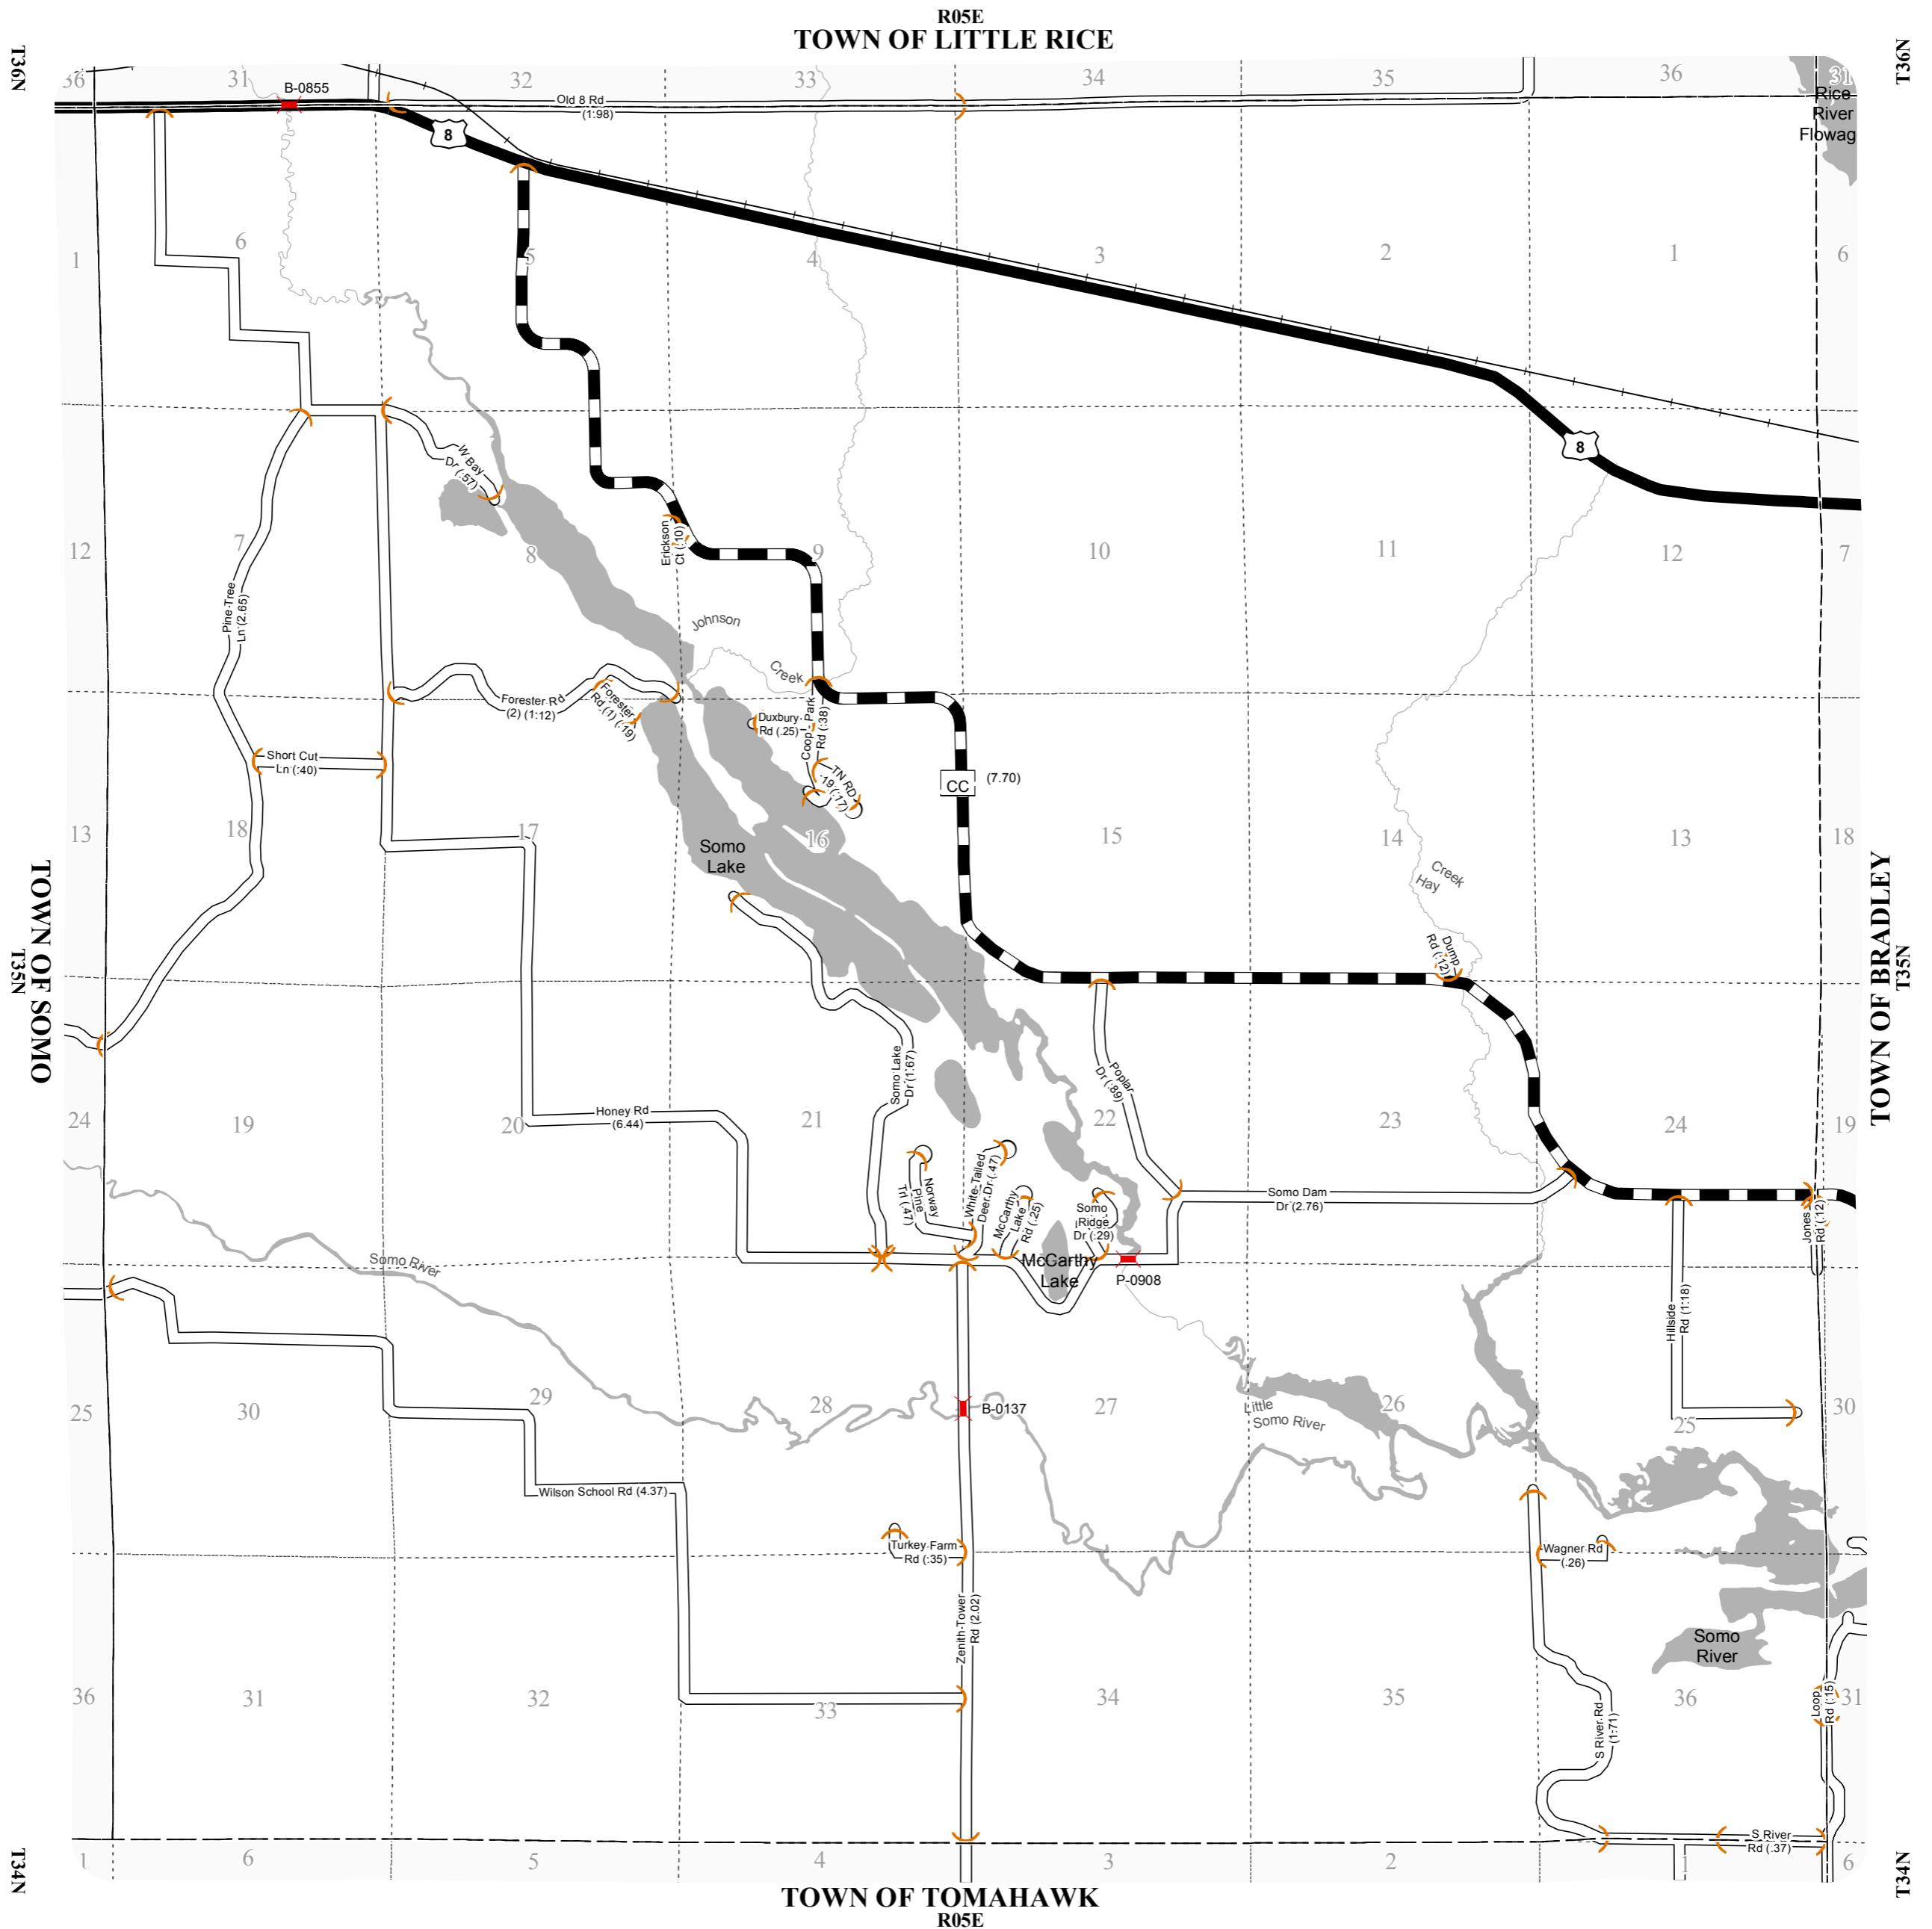 R05E
TOWN OF LITTLE RICE
T36N
T36N
36
31
32
33
34
35
36
31
B-0855
Old 8 Rd
(1.98)
Rice
River
Flowag
8
1
6
5
4
3
2
1
6
8
W Bay
Dr (.57)
12
7
8
Erickson
Ct (.10)
9
10
11
12
7
Pine Tree
Ln (2.65)
Johnson
Creek
Forester Rd
(2) (1.12)
Forester
Rd (1) (.19)
Duxbury
Rd (.25)
Coop Park
Rd (.38)
TN RD
19 (.17)
Short Cut
Ln (.40)
CC
(7.70)
13
18
17
16
15
14
13
18
Somo
Lake
Creek
Hay
Dump
Rd (.12)
TOWN OF SOMO
T35N
TOWN OF BRADLEY
T35N
Somo Lake
Dr (1.67)
Poplar
Dr (.89)
24
19
20
21
22
23
24
19
Honey Rd
(6.44)
Norway
Pine
Trl (.47)
White-Tailed
Deer Dr (.47)
McCarthy
Lake
Rd (.25)
Somo
Ridge
Dr (.29)
Somo Dam
Dr (2.76)
Jones
Rd (.12)
Somo River
McCarthy
Lake
P-0908
Hillside
Rd (1.18)
25
30
29
28
B-0137
27
26
25
30
Little
Somo River
Wilson School Rd (4.37)
Turkey Farm
Rd (.35)
Wagner Rd
(.26)
Zenith Tower
Rd (2.02)
Somo
River
36
31
32
33
34
35
36
31
S River Rd
(1.71)
Loop
Rd (.15)
S River
Rd (.37)
T34N
T34N
1
6
5
4
3
2
1
6
TOWN OF TOMAHAWK
R05E